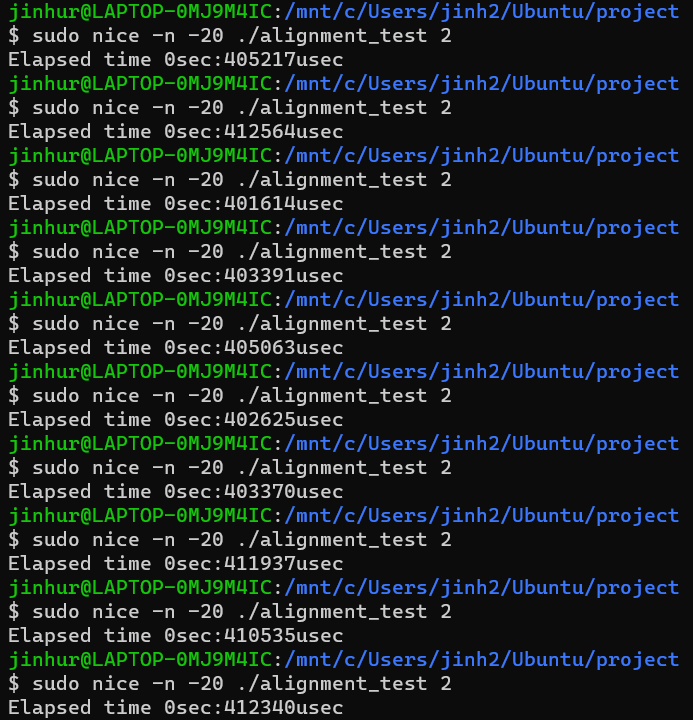 jinhur@LAPTOP-0MJ9M4IC:/mnt/c/Users/jinh2/Ubuntu/project
$ sudo nice -n -20 ./alignment_test 2
Elapsed time 0sec:405217usec
jinhur@LAPTOP-0MJ9M4IC:/mnt/c/Users/jinh2/Ubuntu/project
$ sudo nice -n -20 ./alignment_test 2
Elapsed time 0sec:412564usec
jinhur@LAPTOP-0MJ9M4IC:/mnt/c/Users/jinh2/Ubuntu/project
$ sudo nice -n -20 ./alignment_test 2
Elapsed time 0sec:401614usec
jinhur@LAPTOP-0MJ9M4IC:/mnt/c/Users/jinh2/Ubuntu/project
$ sudo nice -n -20 ./alignment_test 2
Elapsed time 0sec:403391usec
jinhur@LAPTOP-0MJ9M4IC:/mnt/c/Users/jinh2/Ubuntu/project
$ sudo nice -n -20 ./alignment_test 2
Elapsed time 0sec:405063usec
jinhur@LAPTOP-0MJ9M4IC:/mnt/c/Users/jinh2/Ubuntu/project
$ sudo nice -n -20 ./alignment_test 2
Elapsed time 0sec:402625usec
jinhur@LAPTOP-0MJ9M4IC:/mnt/c/Users/jinh2/Ubuntu/project
$ sudo nice -n -20 ./alignment_test 2
Elapsed time 0sec:403370usec
jinhur@LAPTOP-0MJ9M4IC:/mnt/c/Users/jinh2/Ubuntu/project
$ sudo nice -n -20 ./alignment_test 2
Elapsed time 0sec:411937usec
jinhur@LAPTOP-0MJ9M4IC:/mnt/c/Users/jinh2/Ubuntu/project
$ sudo nice -n -20 ./alignment_test 2
Elapsed time 0sec:410535usec
jinhur@LAPTOP-0MJ9M4IC:/mnt/c/Users/jinh2/Ubuntu/project
$ sudo nice -n -20 ./alignment_test 2
Elapsed time 0sec:412340usec